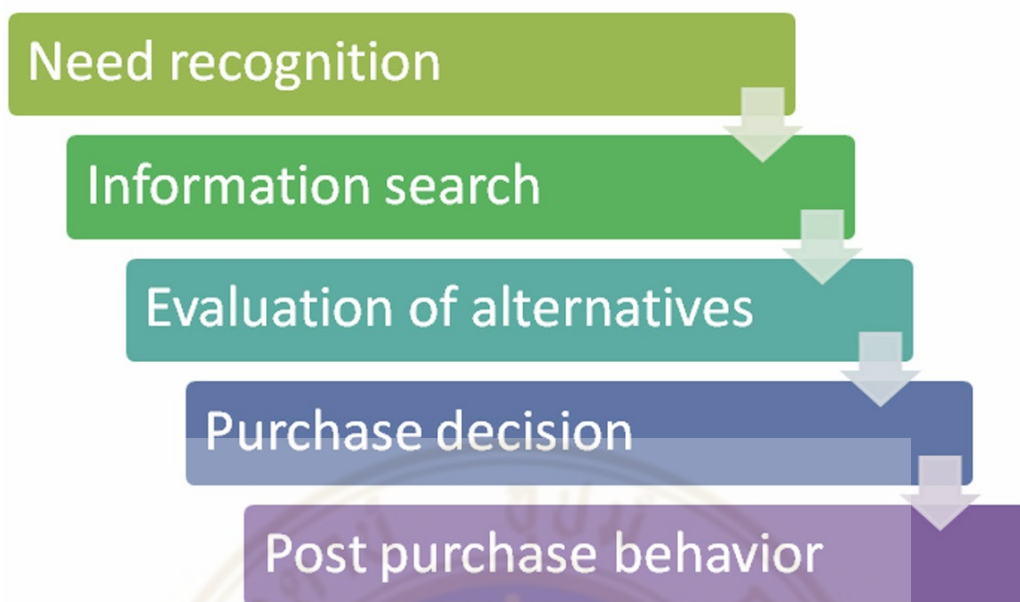 Need recognition
Information search
Evaluation of alternatives
Purchase decision
Post purchase behavior